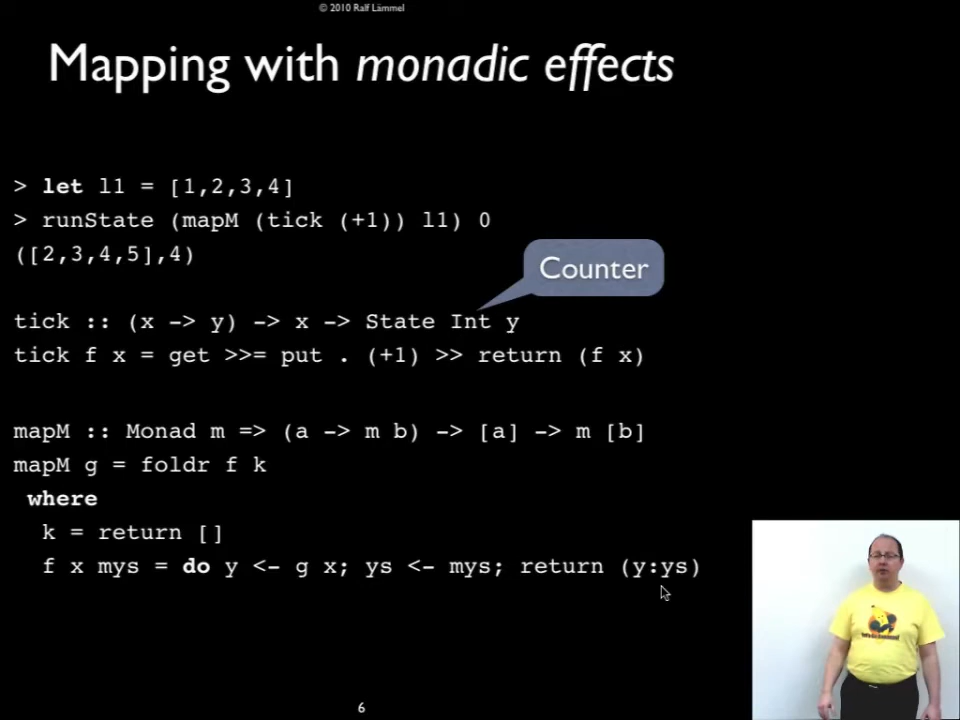 © 2010 Ralf Lämmel
Mapping with monadic effects
> let l1 = [1,2,3,4]
> runState (mapM (tick (+1)) l1) 0
([2,3,4,5],4)
Counter
tick :: (x -> y) -> x -> State Int y
tick f x = get >>= put . (+1) >> return (f x)
mapM :: Monad m => (a -> m b) -> [a] -> m [b]
mapM g = foldr f k
where
k = return []
f x mys = do y <- g x; ys <- mys; return (y:ys)
6